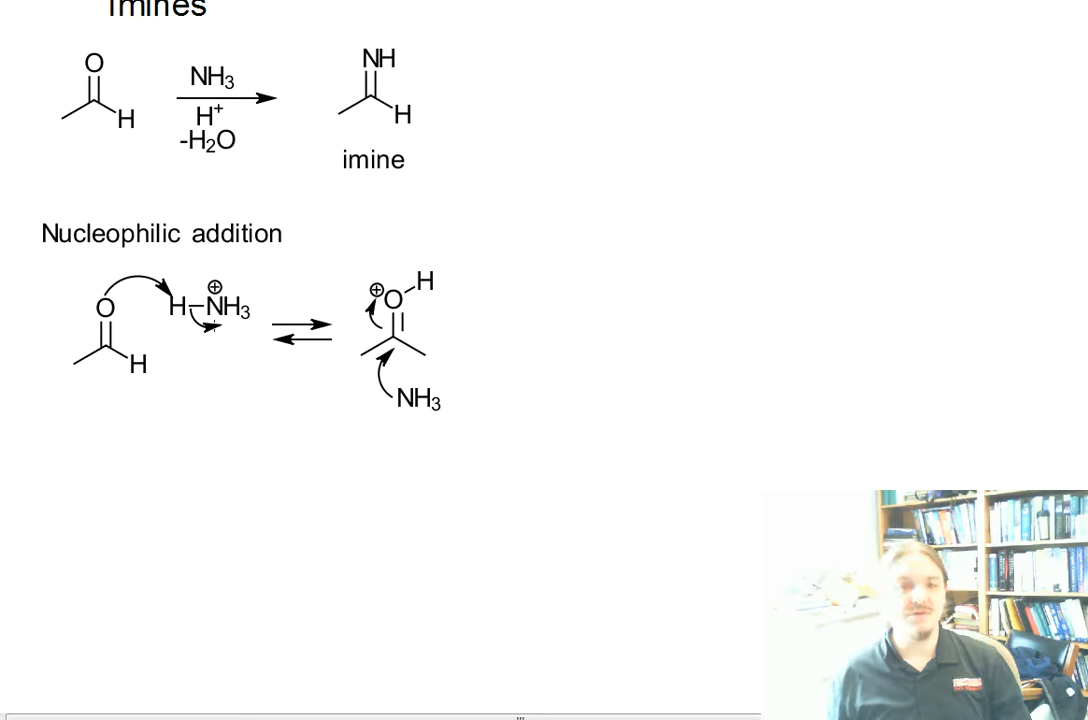 Imines
O
NH
NH₃
H⁺
H
H
-H₂O
imine
Nucleophilic addition
H
⊕
⊕
O
O
H–NH₃
H
NH₃